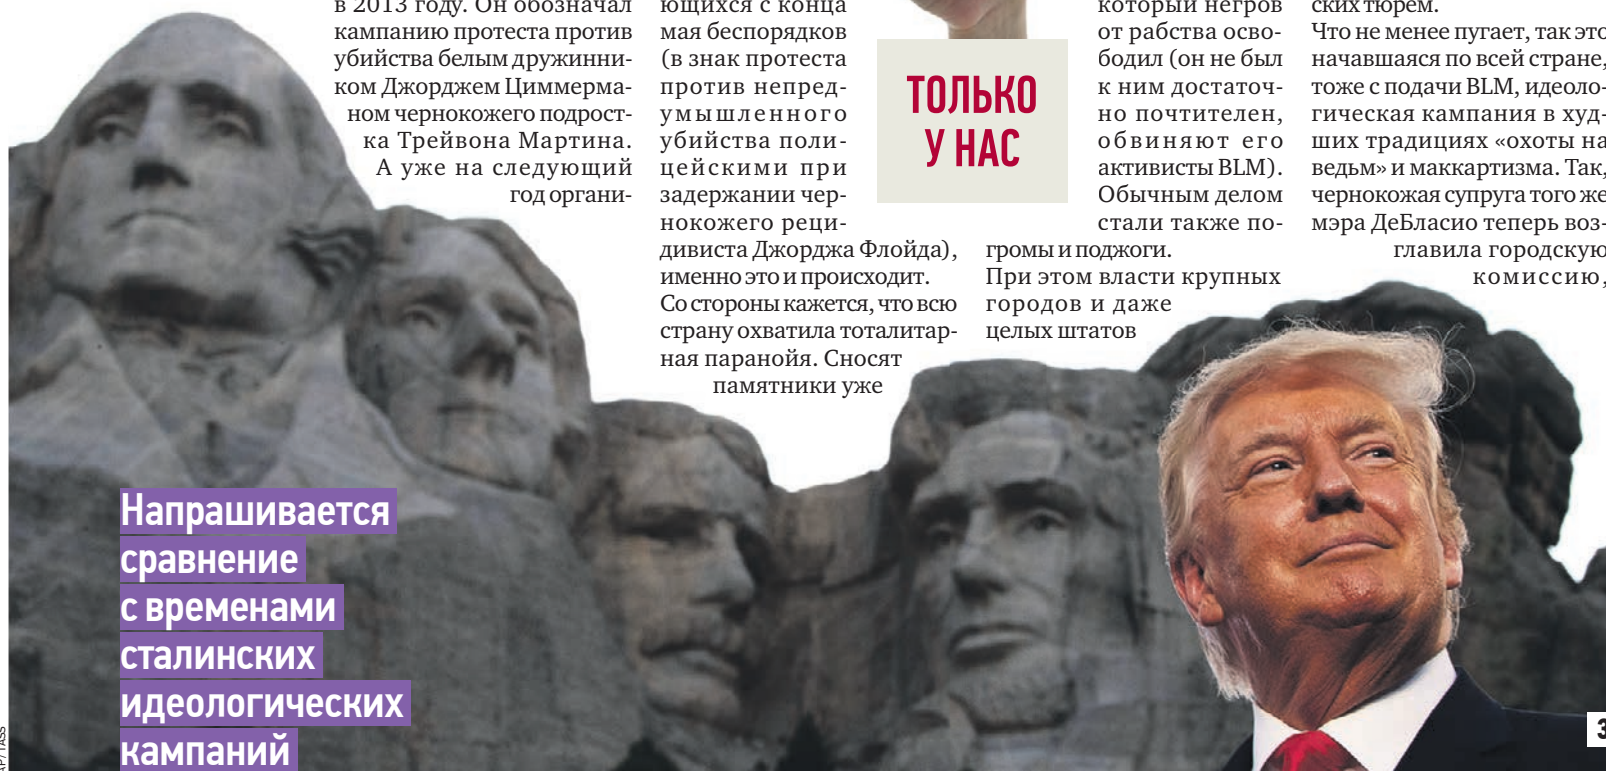 в 2013 году. Он обозначал
кампанию протеста против
убийства белым дружинни-
ком Джорджем Циммерма-
ном чернокожего подрост-
ка Трейвона Мартина.
А уже на следующий
год органи-
ющихся с конца
мая беспорядков
(в знак протеста
против непред-
умышленного
убийства поли-
цейскими при
задержании чер-
нокожего реци-
дивиста Джорджа Флойда),
именно это и происходит.
Со стороны кажется, что всю
страну охватила тоталитар-
ная паранойя. Сносят
памятники уже
ТОЛЬКО
У НАС
который негров
от рабства осво-
бодил (он не был
к ним достаточ-
но почтителен,
обвиняют его
активисты BLM).
Обычным делом
стали также по-
громы и поджоги.
При этом власти крупных
городов и даже
целых штатов
ских тюрем.
Что не менее пугает, так это
начавшаяся по всей стране,
тоже с подачи BLM, идеоло-
гическая кампания в худ-
ших традициях «охоты на
ведьм» и маккартизма. Так,
чернокожая супруга того же
мэра ДеБласио теперь воз-
главила городскую
комиссию,
Напрашивается
сравнение
с временами
сталинских
идеологических
кампаний
AP/TASS
3